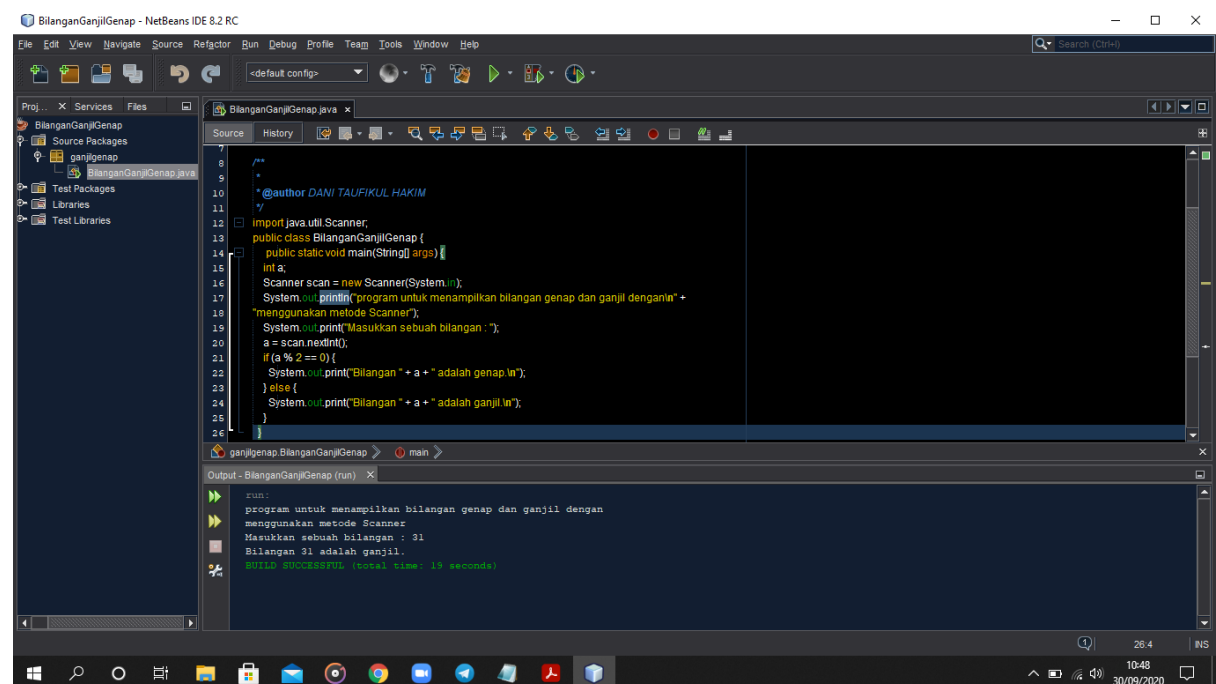 BilanganGanjilGenap - NetBeans IDE 8.2 RC
File Edit View Navigate Source Refactor Run Debug Profile Team Tools Window Help
Search (Ctrl+I)
<default config>
Proj... Services Files
BilanganGanjilGenap.java
BilanganGanjilGenap
Source Packages
ganjilgenap
BilanganGanjilGenap.java
Test Packages
Libraries
Test Libraries
Source History
7
8 /**
9 *
10 * @author DANI TAUFIKUL HAKIM
11 */
12 import java.util.Scanner;
13 public class BilanganGanjilGenap {
14 public static void main(String[] args) {
15 int a;
16 Scanner scan = new Scanner(System.in);
17 System.out.println("program untuk menampilkan bilangan genap dan ganjil dengan\n" +
18 "menggunakan metode Scanner");
19 System.out.print("Masukkan sebuah bilangan : ");
20 a = scan.nextInt();
21 if (a % 2 == 0) {
22 System.out.print("Bilangan " + a + " adalah genap.\n");
23 } else {
24 System.out.print("Bilangan " + a + " adalah ganjil.\n");
25 }
26 }
ganjilgenap.BilanganGanjilGenap main
Output - BilanganGanjilGenap (run)
run:
program untuk menampilkan bilangan genap dan ganjil dengan
menggunakan metode Scanner
Masukkan sebuah bilangan : 31
Bilangan 31 adalah ganjil.
BUILD SUCCESSFUL (total time: 19 seconds)
1 26:4 INS
10:48
30/09/2020